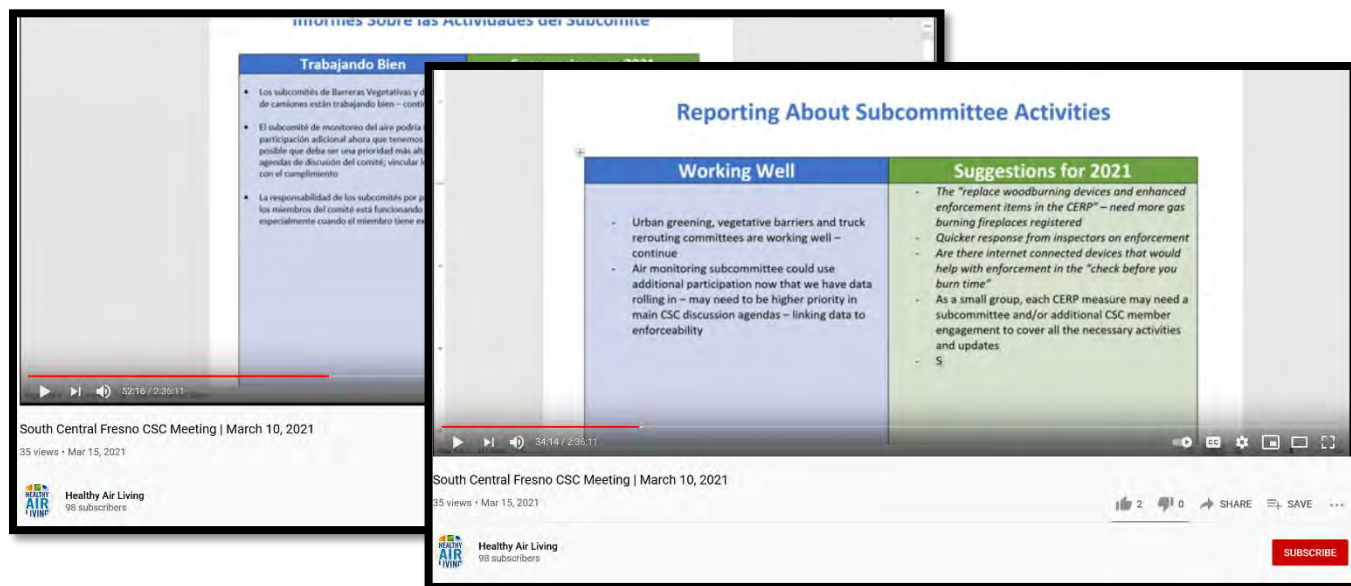 Informes Sobre las Actividades del Subcomité
Trabajando Bien
• Los subcomités de Barreras Vegetativas y
de camiones están trabajando bien –
• El subcomité de monitoreo del aire podría
participación adicional ahora que tenemos
posible que deba ser una prioridad más
agendas de discusión del comité; vincular
con el cumplimiento
• La responsabilidad de los subcomités por
los miembros del comité está funcionando
especialmente cuando el miembro tiene
52:16 / 2:36:11
South Central Fresno CSC Meeting | March 10, 2021
35 views • Mar 15, 2021
HEALTHY
AIR
LIVING
Healthy Air Living
98 subscribers
Reporting About Subcommittee Activities
Working Well
- Urban greening, vegetative barriers and truck
rerouting committees are working well –
continue
- Air monitoring subcommittee could use
additional participation now that we have data
rolling in – may need to be higher priority in
main CSC discussion agendas – linking data to
enforceability
Suggestions for 2021
- The "replace woodburning devices and enhanced
enforcement items in the CERP" – need more gas
burning fireplaces registered
- Quicker response from inspectors on enforcement
- Are there internet connected devices that would
help with enforcement in the "check before you
burn time"
- As a small group, each CERP measure may need a
subcommittee and/or additional CSC member
engagement to cover all the necessary activities
and updates
- S
34:14 / 2:36:11
CC
South Central Fresno CSC Meeting | March 10, 2021
35 views • Mar 15, 2021
2 0 SHARE SAVE ...
HEALTHY
AIR
LIVING
Healthy Air Living
98 subscribers
SUBSCRIBE